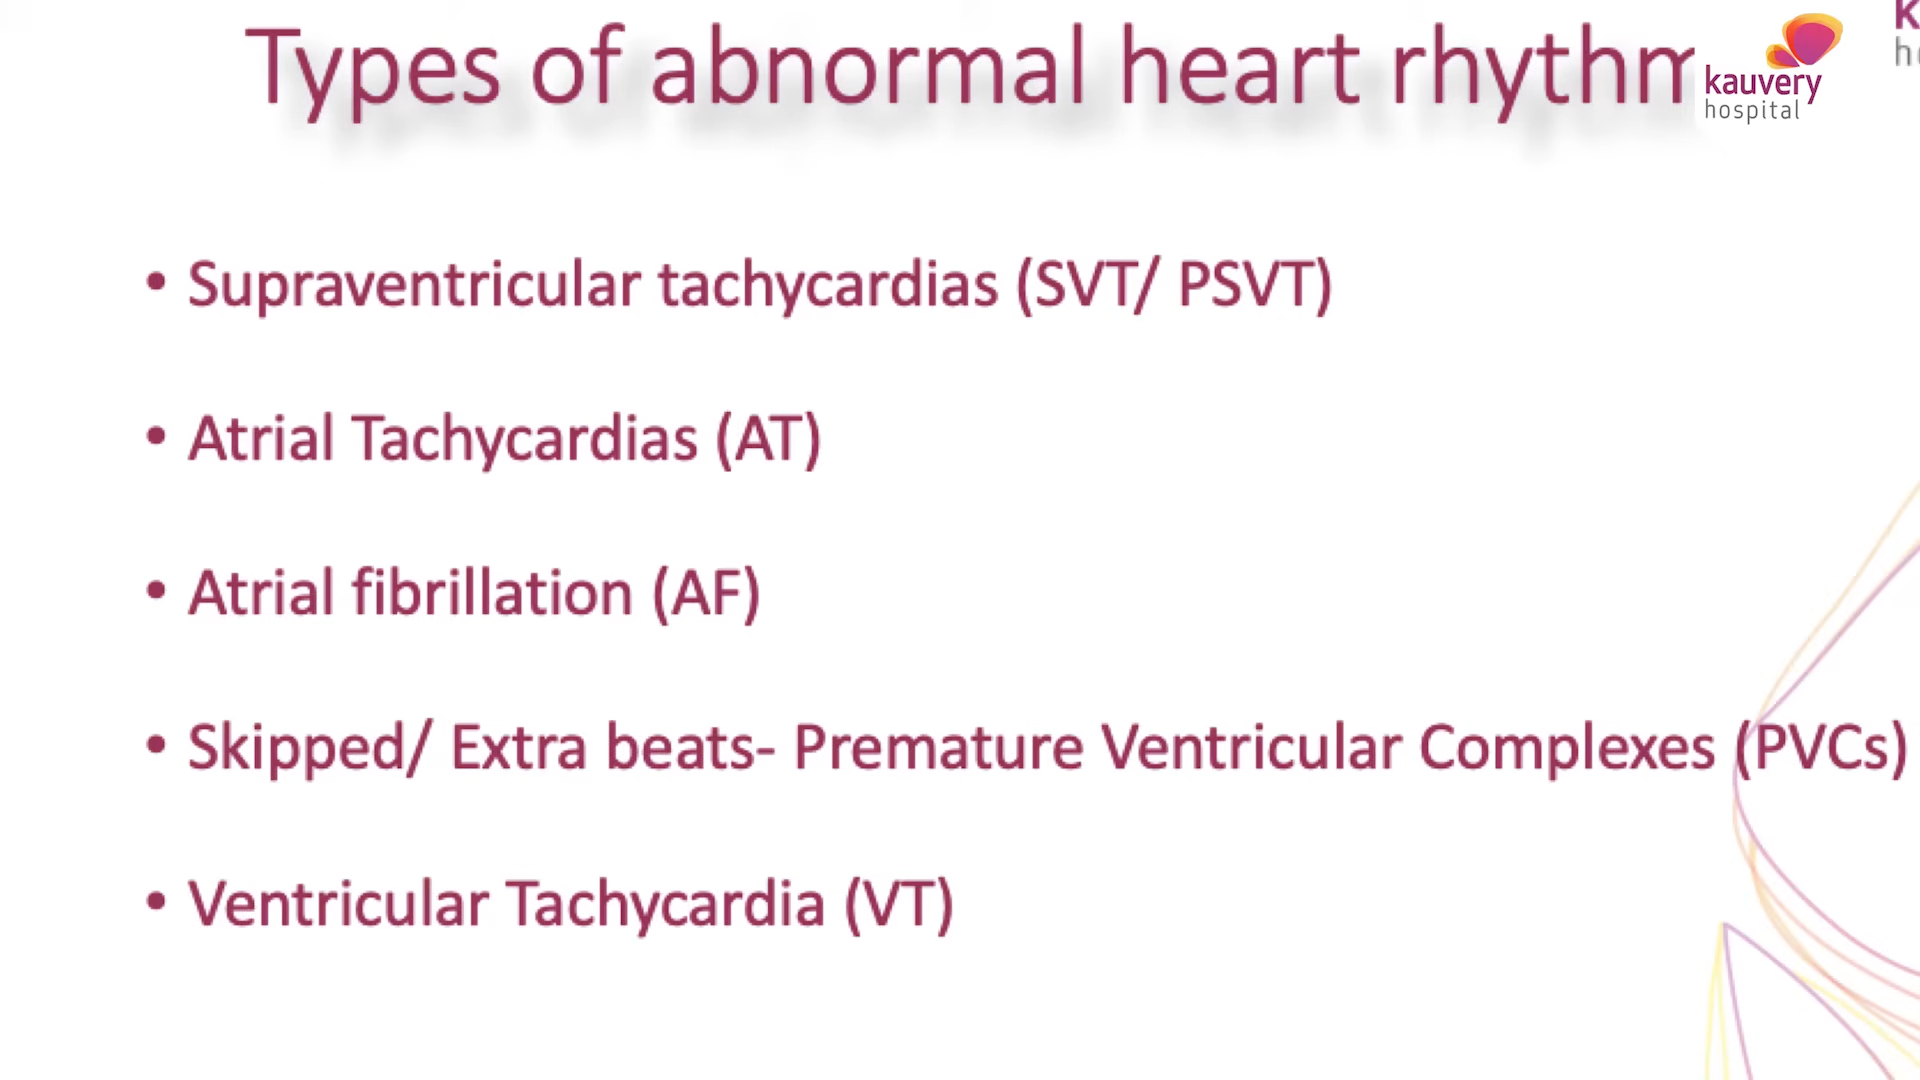 Types of abnormal heart rhythm
kauvery
hospital
• Supraventricular tachycardias (SVT/ PSVT)
• Atrial Tachycardias (AT)
• Atrial fibrillation (AF)
• Skipped/ Extra beats- Premature Ventricular Complexes (PVCs)
• Ventricular Tachycardia (VT)